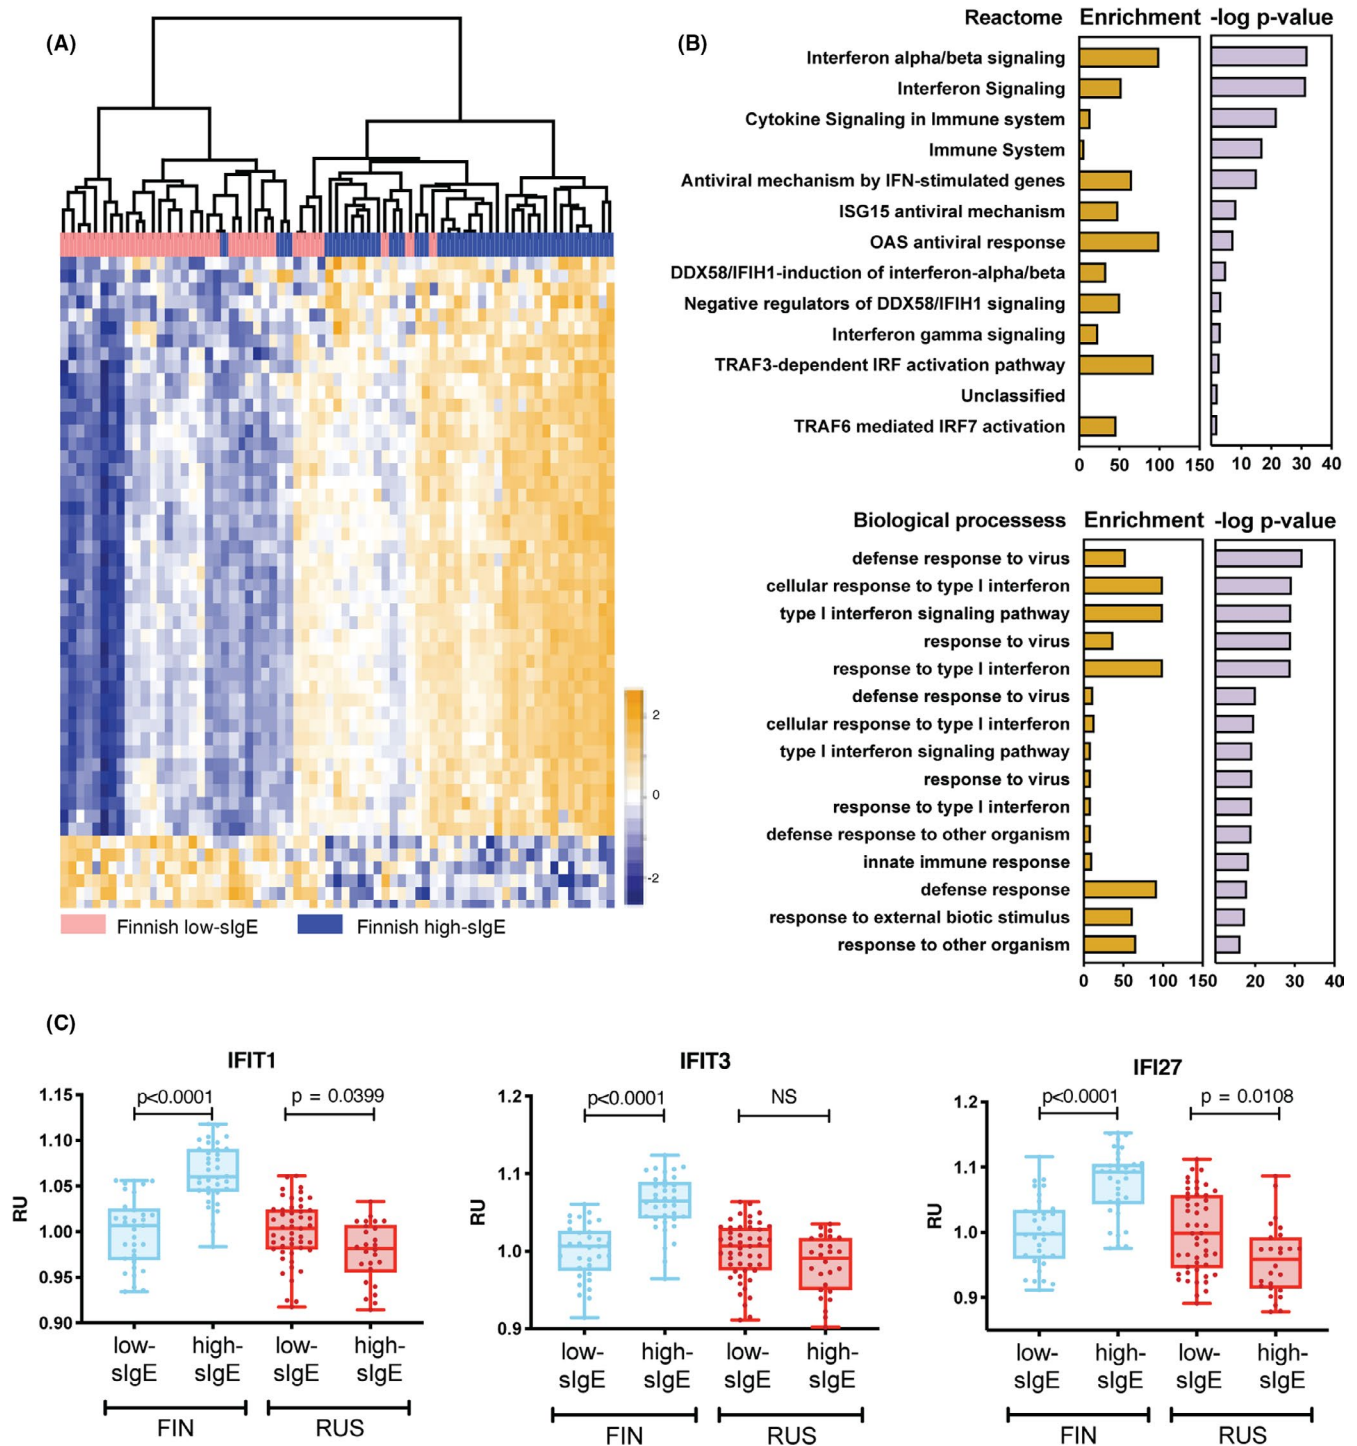 (A)
2
0
-2
Finnish low-sIgE
Finnish high-sIgE
(B)
Reactome Enrichment -log p-value
Interferon alpha/beta signaling
Interferon Signaling
Cytokine Signaling in Immune system
Immune System
Antiviral mechanism by IFN-stimulated genes
ISG15 antiviral mechanism
OAS antiviral response
DDX58/IFIH1-induction of interferon-alpha/beta
Negative regulators of DDX58/IFIH1 signaling
Interferon gamma signaling
TRAF3-dependent IRF activation pathway
Unclassified
TRAF6 mediated IRF7 activation
0 50 100 150 10 20 30 40
Biological processess Enrichment -log p-value
defense response to virus
cellular response to type I interferon
type I interferon signaling pathway
response to virus
response to type I interferon
defense response to virus
cellular response to type I interferon
type I interferon signaling pathway
response to virus
response to type I interferon
defense response to other organism
innate immune response
defense response
response to external biotic stimulus
response to other organism
0 50 100 150 20 30 40
(C)
IFIT1
p<0.0001 p = 0.0399
RU
1.15
1.10
1.05
1.00
0.95
0.90
low-sIgE high-sIgE low-sIgE high-sIgE
FIN RUS
IFIT3
p<0.0001 NS
RU
1.2
1.1
1.0
0.9
low-sIgE high-sIgE low-sIgE high-sIgE
FIN RUS
IFI27
p<0.0001 p = 0.0108
RU
1.2
1.1
1.0
0.9
low-sIgE high-sIgE low-sIgE high-sIgE
FIN RUS